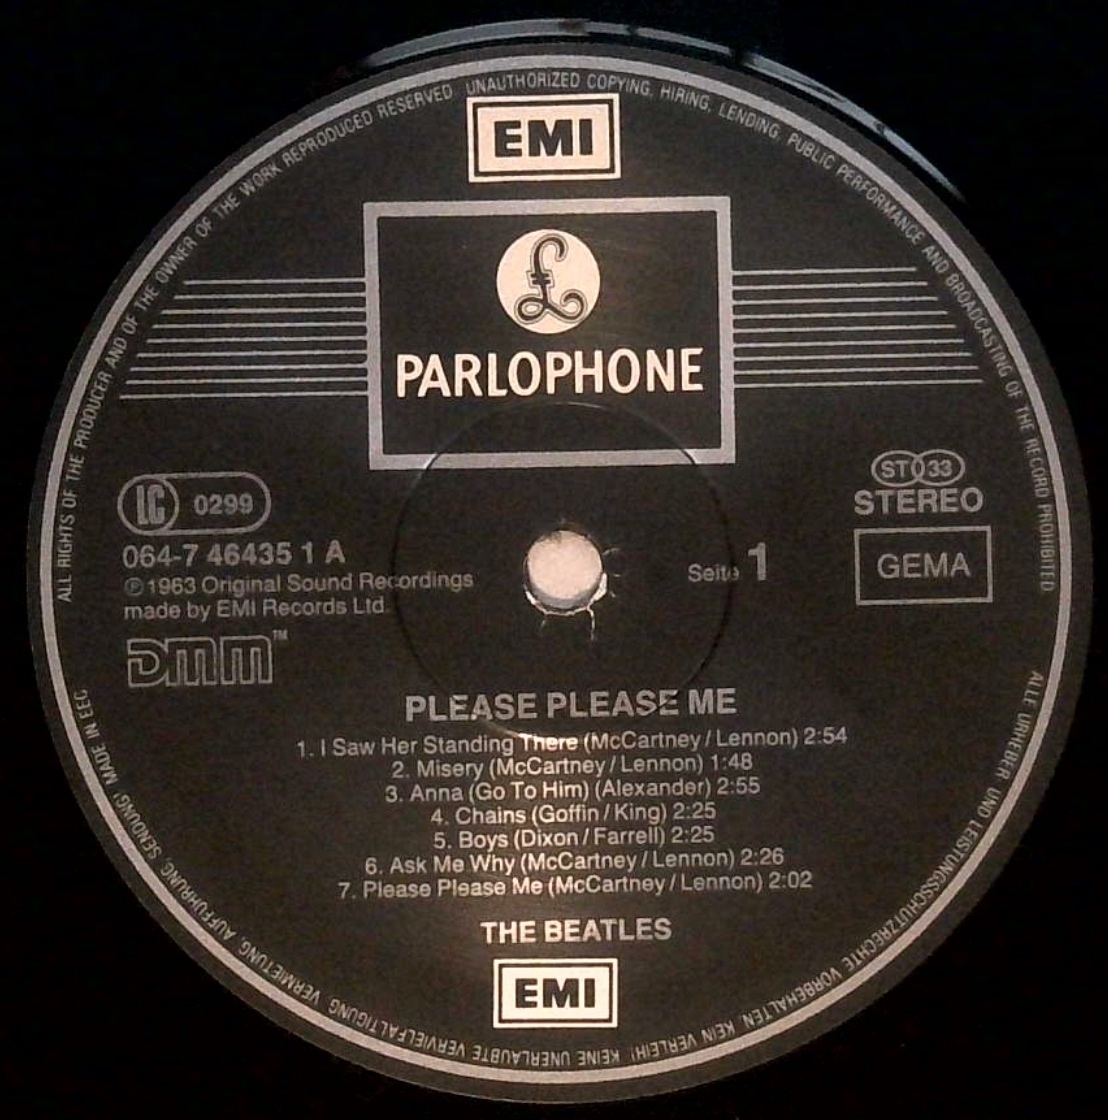 ALL RIGHTS OF THE PRODUCER AND OF THE OWNER OF THE WORK REPRODUCED RESERVED UNAUTHORIZED COPYING, HIRING, LENDING, PUBLIC PERFORMANCE AND BROADCASTING OF THE RECORD PROHIBITED
EMI
£
PARLOPHONE
LC 0299
ST 33
STEREO
064-7 46435 1 A
℗1963 Original Sound Recordings
made by EMI Records Ltd.
Seite 1
GEMA
DMM™
PLEASE PLEASE ME
1. I Saw Her Standing There (McCartney / Lennon) 2:54
2. Misery (McCartney / Lennon) 1:48
3. Anna (Go To Him) (Alexander) 2:55
4. Chains (Goffin / King) 2:25
5. Boys (Dixon / Farrell) 2:25
6. Ask Me Why (McCartney / Lennon) 2:26
7. Please Please Me (McCartney / Lennon) 2:02
THE BEATLES
EMI
ALLE URHEBER- UND LEISTUNGSSCHUTZRECHTE VORBEHALTEN! KEIN VERLEIH! KEINE UNERLAUBTE VERVIELFÄLTIGUNG, VERMIETUNG, AUFFÜHRUNG, SENDUNG! MADE IN EEC